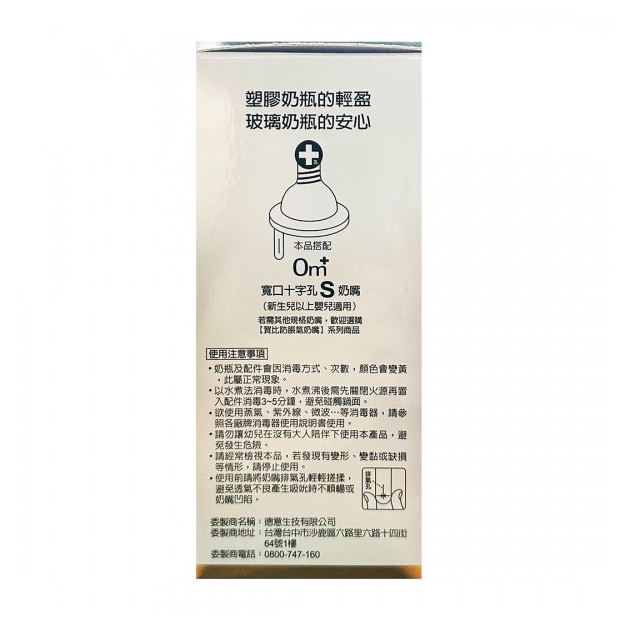 塑膠奶瓶的輕盈
玻璃奶瓶的安心
本品搭配
0m+
寬口十字孔S奶嘴
(新生兒以上嬰兒適用)
若需其他規格奶嘴，歡迎選購
【賀比防脹氣奶嘴】系列商品
使用注意事項
•奶瓶及配件會因消毒方式、次數，顏色會變黃
，此屬正常現象。
•以水煮法消毒時，水煮沸後需先關閉火源再置
入配件消毒3~5分鐘，避免碰觸鍋面。
•欲使用蒸氣、紫外線、微波…等消毒器，請參
照各廠牌消毒器使用說明書使用。
•請勿讓幼兒在沒有大人陪伴下使用本產品，避
免發生危險。
•請經常檢視本品，若發現有變形、變黏或缺損
等情形，請停止使用。
•使用前請將奶嘴排氣孔輕輕搓揉，
避免透氣不良產生吸吮時不順暢或
奶嘴凹陷。
排氣孔
委製商名稱：德意生技有限公司
委製商地址：台灣台中市沙鹿區六路里六路十四街
64號1樓
委製商電話：0800-747-160